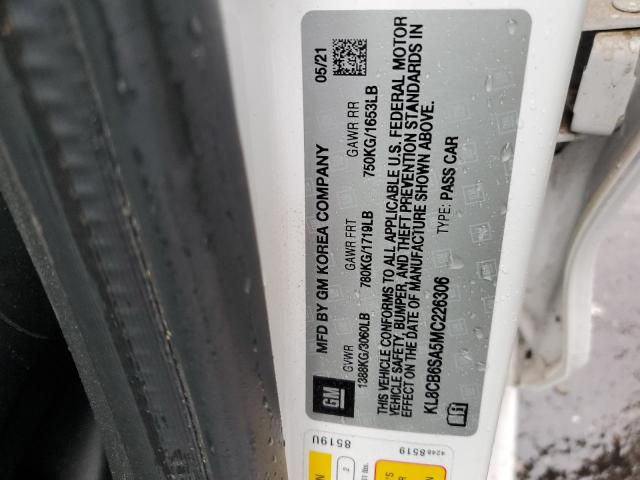 MFD BY GM KOREA COMPANY 05/21
GVWR GAWR FRT GAWR RR
1388KG/3060LB 780KG/1719LB 750KG/1653LB
THIS VEHICLE CONFORMS TO ALL APPLICABLE U.S. FEDERAL MOTOR
VEHICLE SAFETY, BUMPER, AND THEFT PREVENTION STANDARDS IN
EFFECT ON THE DATE OF MANUFACTURE SHOWN ABOVE.
KL8CB6SA5MC226306 TYPE: PASS CAR
GM
8519U
4248 8519